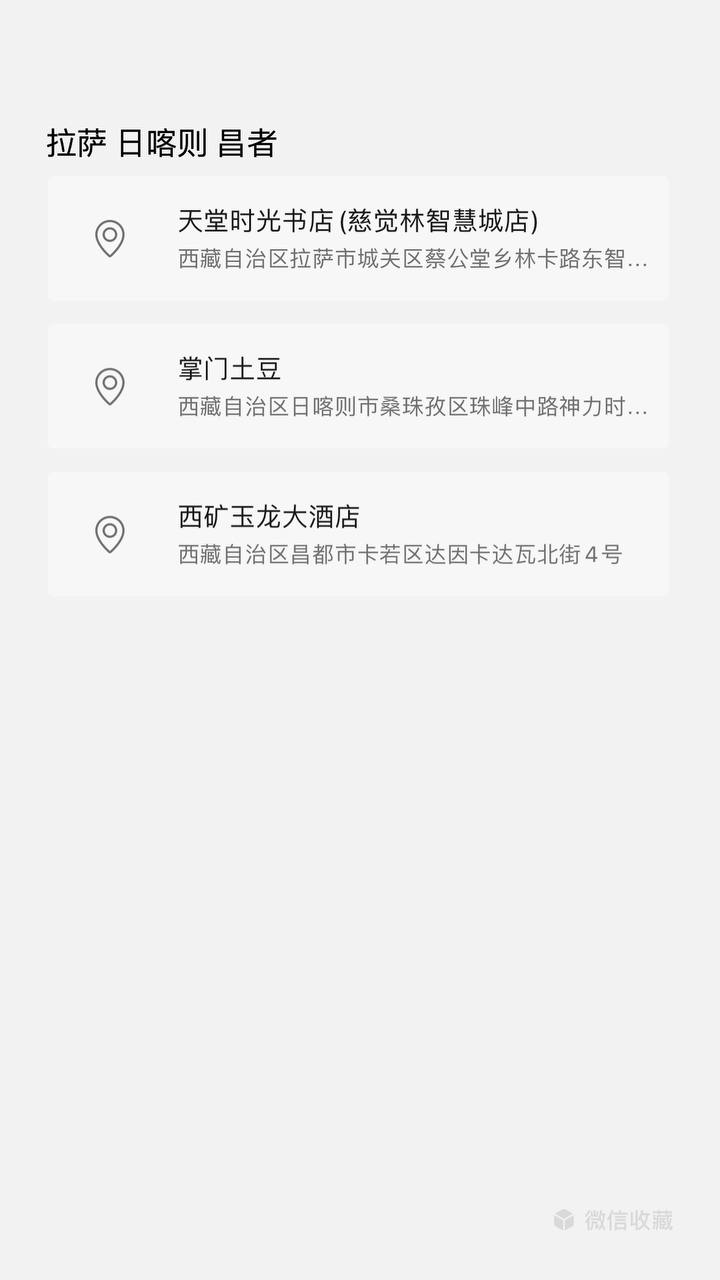 拉萨 日喀则 昌者
天堂时光书店(慈觉林智慧城店)
西藏自治区拉萨市城关区蔡公堂乡林卡路东智...
掌门土豆
西藏自治区日喀则市桑珠孜区珠峰中路神力时...
西矿玉龙大酒店
西藏自治区昌都市卡若区达因卡达瓦北街4号
微信收藏